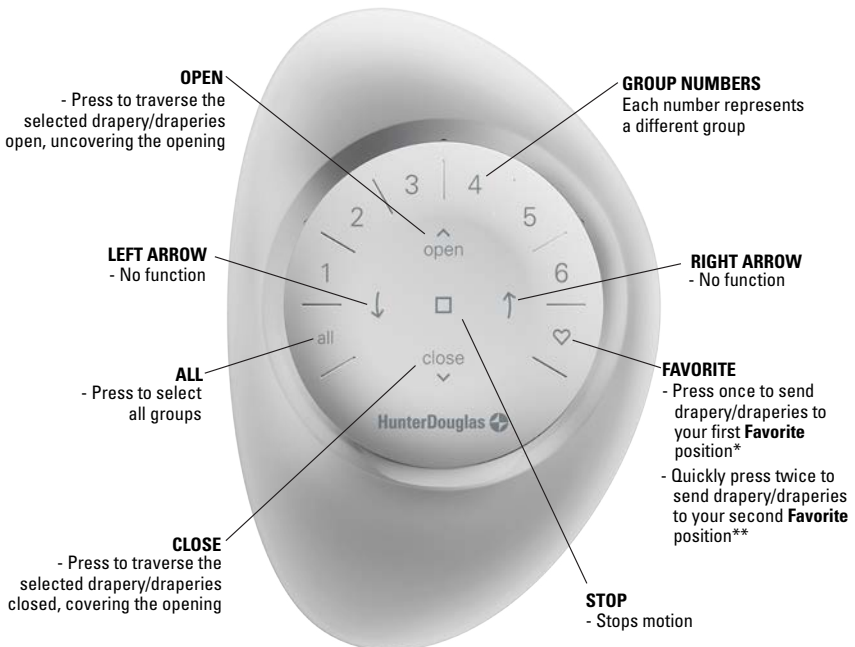 OPEN
- Press to traverse the
selected drapery/draperies
open, uncovering the opening
GROUP NUMBERS
Each number represents
a different group
LEFT ARROW
- No function
RIGHT ARROW
- No function
ALL
- Press to select
all groups
FAVORITE
- Press once to send
drapery/draperies to
your first Favorite
position*
- Quickly press twice to
send drapery/draperies
to your second Favorite
position**
CLOSE
- Press to traverse the
selected drapery/draperies
closed, covering the opening
STOP
- Stops motion
3 4
2 5
open
1 6
all
close
HunterDouglas